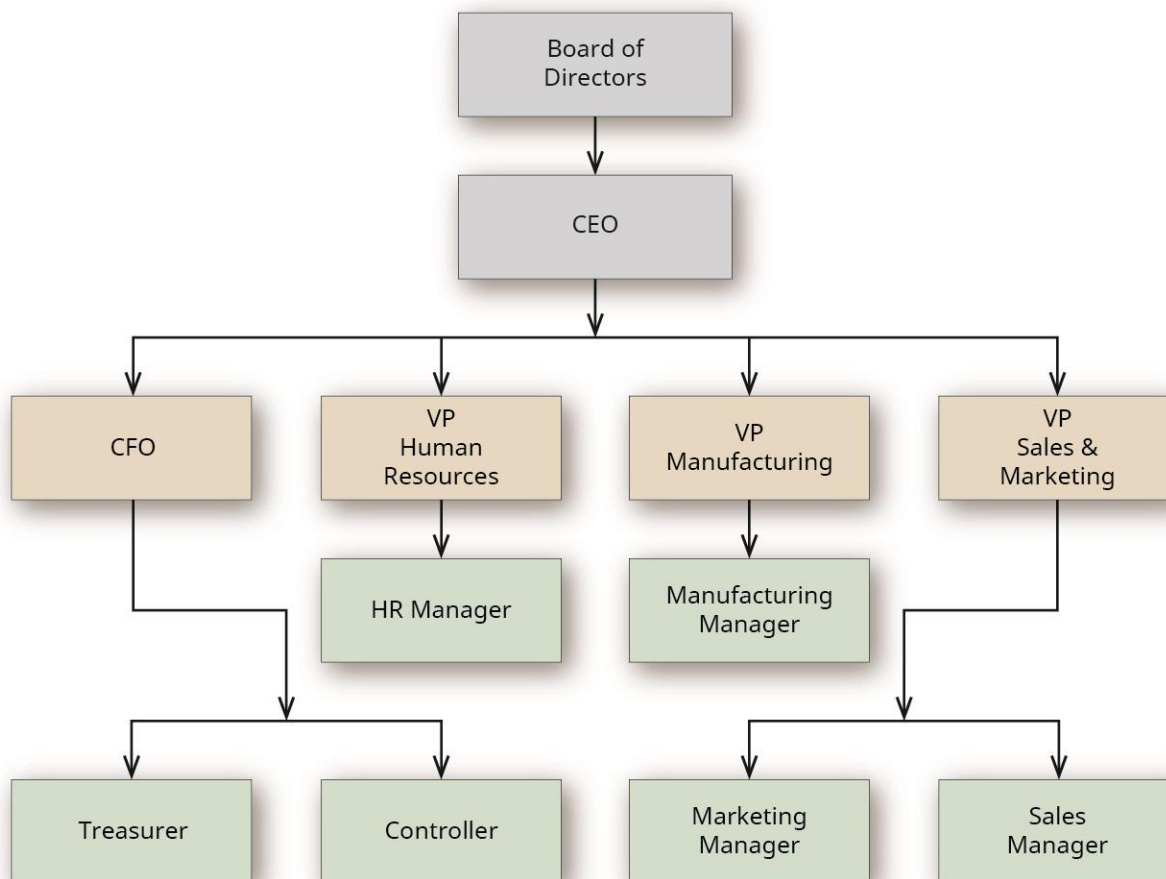 Board of
Directors
CEO
CFO
VP
Human
Resources
VP
Manufacturing
VP
Sales &
Marketing
HR Manager
Manufacturing
Manager
Treasurer
Controller
Marketing
Manager
Sales
Manager